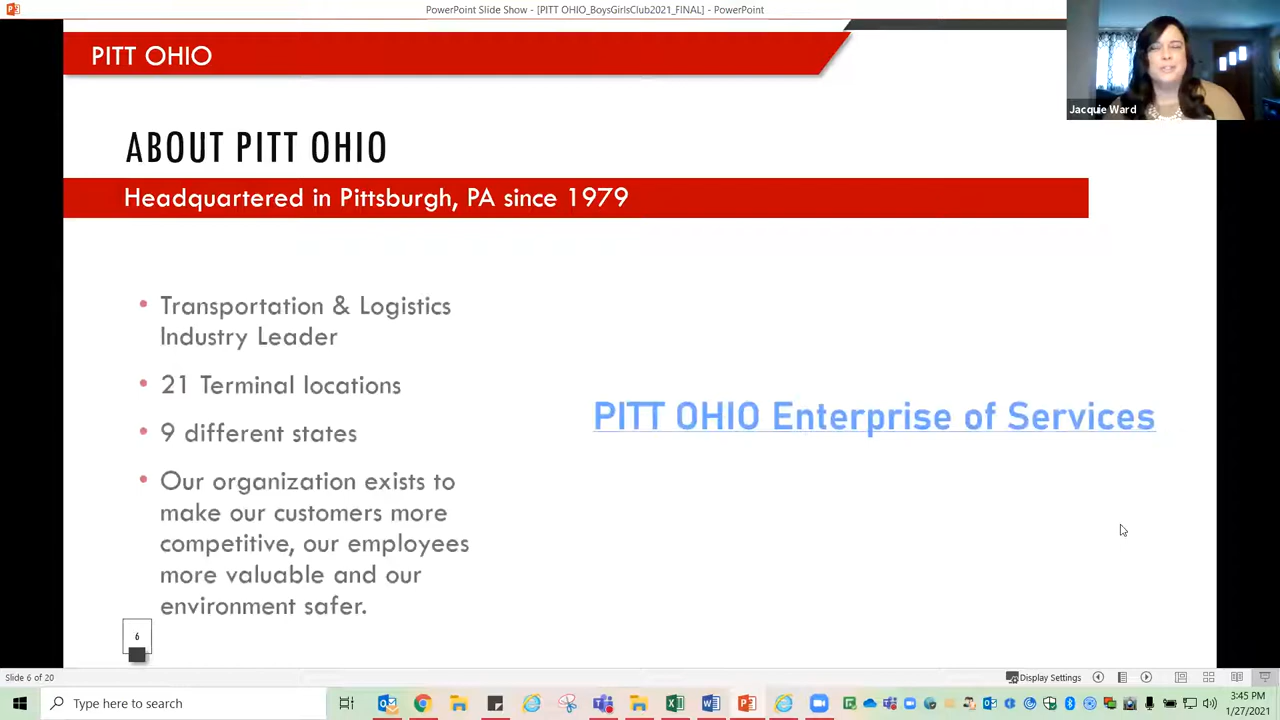 PowerPoint Slide Show - [PITT OHIO_BoysGirlsClub2021_FINAL] - PowerPoint
PITT OHIO
Jacquie Ward
ABOUT PITT OHIO
Headquartered in Pittsburgh, PA since 1979
• Transportation & Logistics
Industry Leader
• 21 Terminal locations
• 9 different states
• Our organization exists to
make our customers more
competitive, our employees
more valuable and our
environment safer.
PITT OHIO Enterprise of Services
6
Slide 6 of 20
Display Settings
Type here to search
3:45 PM
1/27/2021